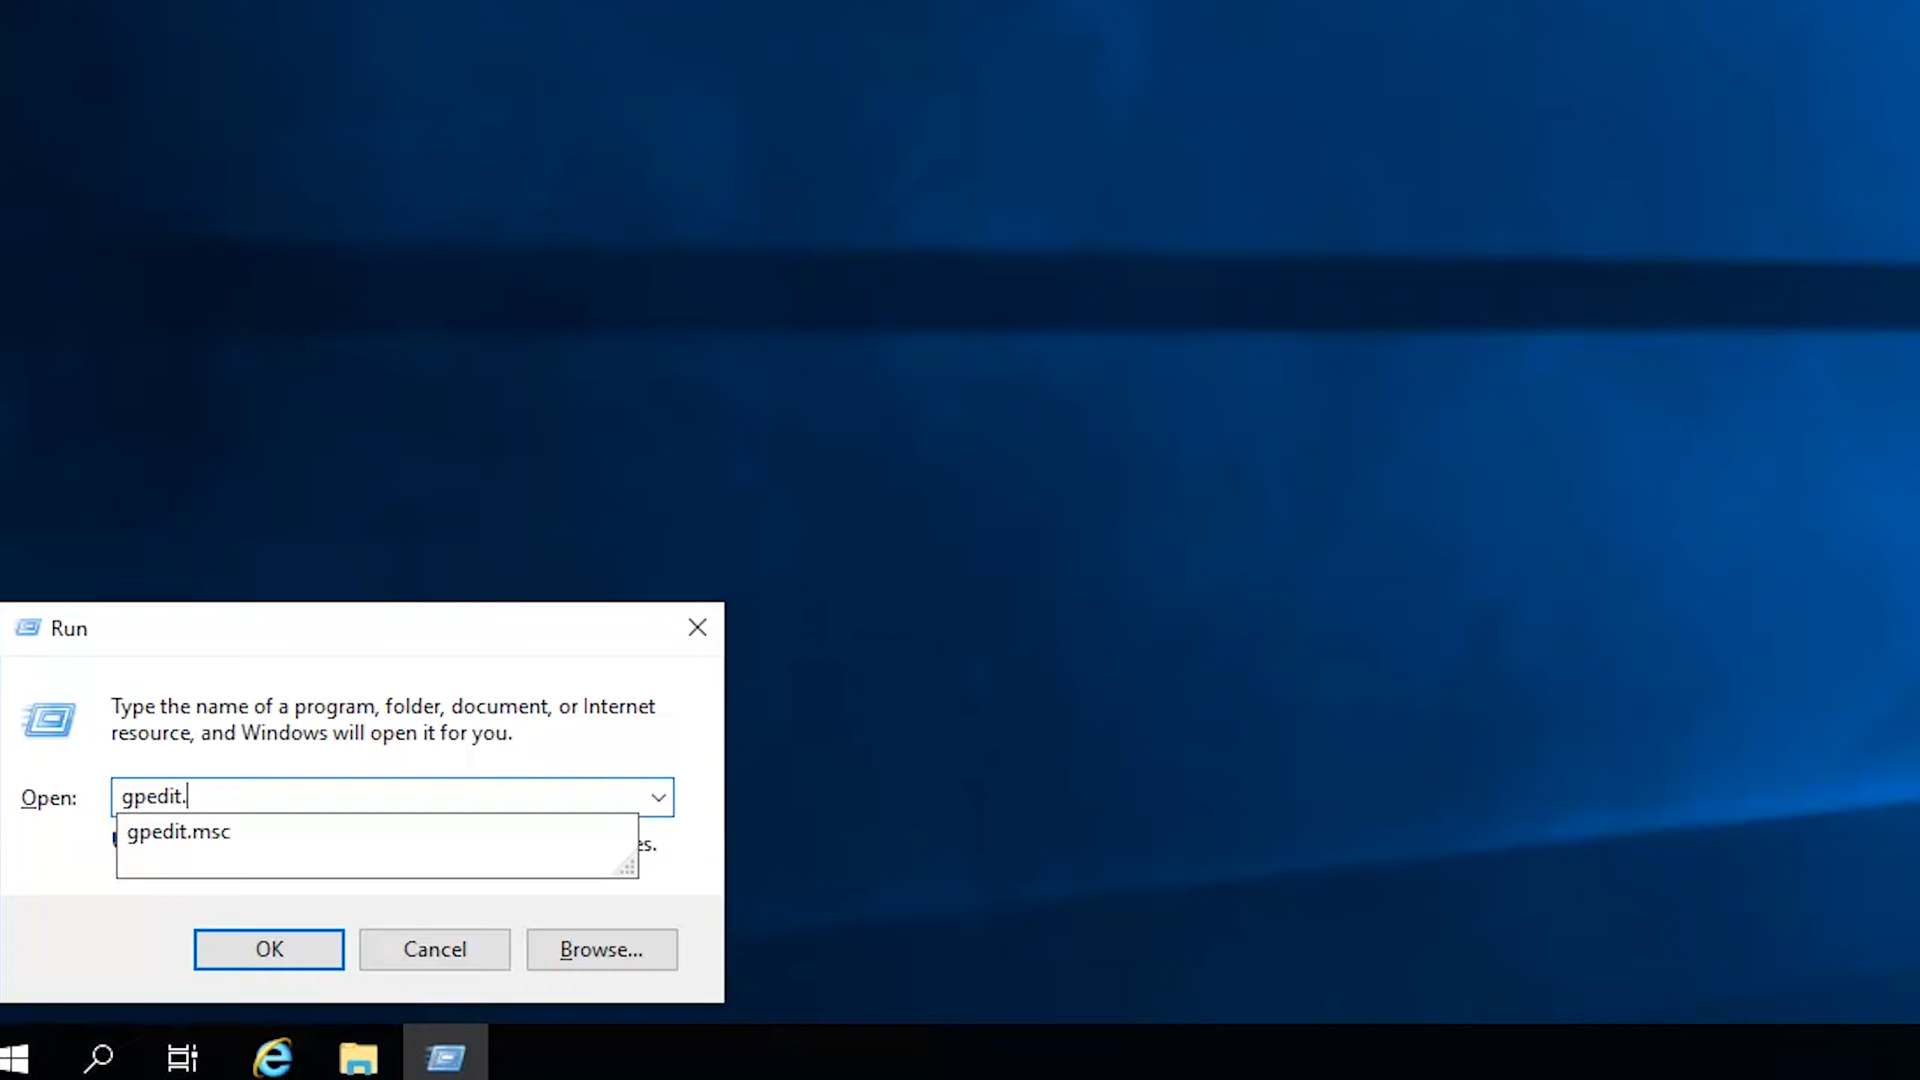 Run
Type the name of a program, folder, document, or Internet
resource, and Windows will open it for you.
Open: gpedit.
gpedit.msc
es.
OK Cancel Browse...